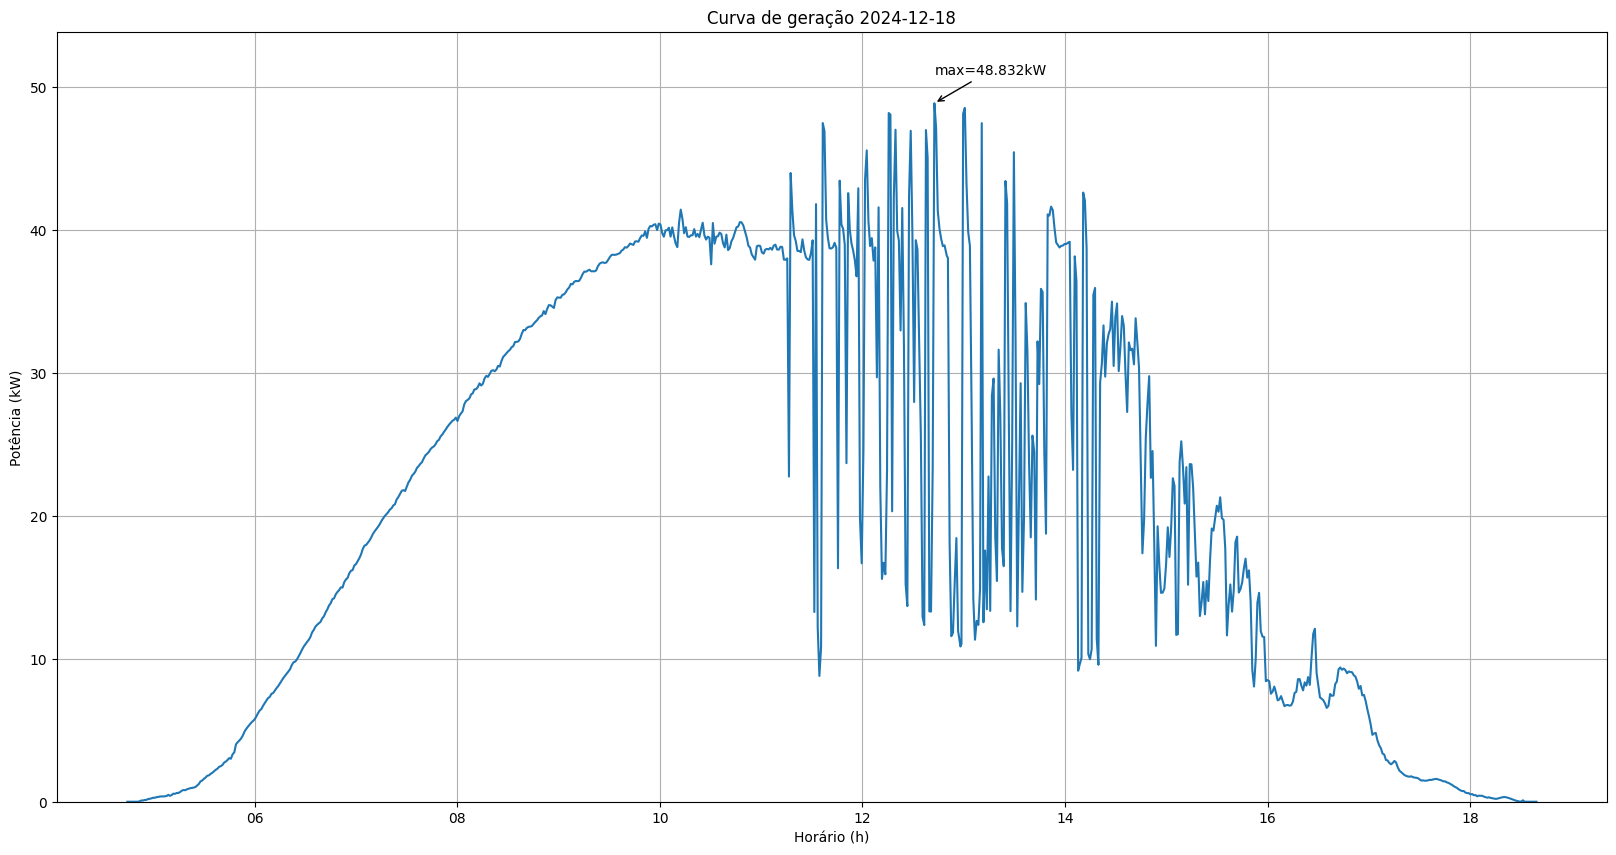 Curva de geração 2024-12-18
max=48.832kW
Potência (kW)
50
40
30
20
10
0
06 08 10 12 14 16 18
Horário (h)